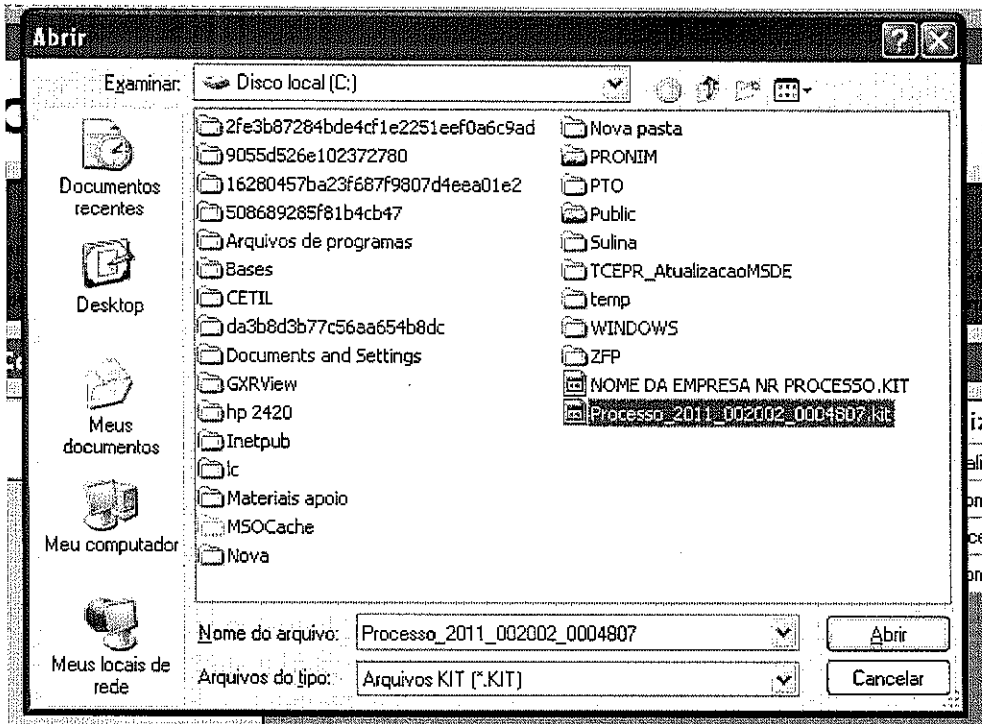 Abrir
Examinar:
Disco local (C:)
Documentos
recentes
Desktop
Meus
documentos
Meu computador
Meus locais de
rede
2fe3b87284bde4cf1e2251eef0a6c9ad
9055d526e102372780
16280457ba23f687f9807d4eea01e2
508689285f81b4cb47
Arquivos de programas
Bases
CETIL
da3b8d3b77c56aa654b8dc
Documents and Settings
GXRView
hp 2420
Inetpub
lc
Materiais apoio
MSOCache
Nova
Nova pasta
PRONIM
PTO
Public
Sulina
TCEPR_AtualizacaoMSDE
temp
WINDOWS
ZFP
NOME DA EMPRESA NR PROCESSO.KIT
Processo_2011_002002_0004807.kit
Nome do arquivo:
Processo_2011_002002_0004807
Abrir
Arquivos do tipo:
Arquivos KIT (*.KIT)
Cancelar